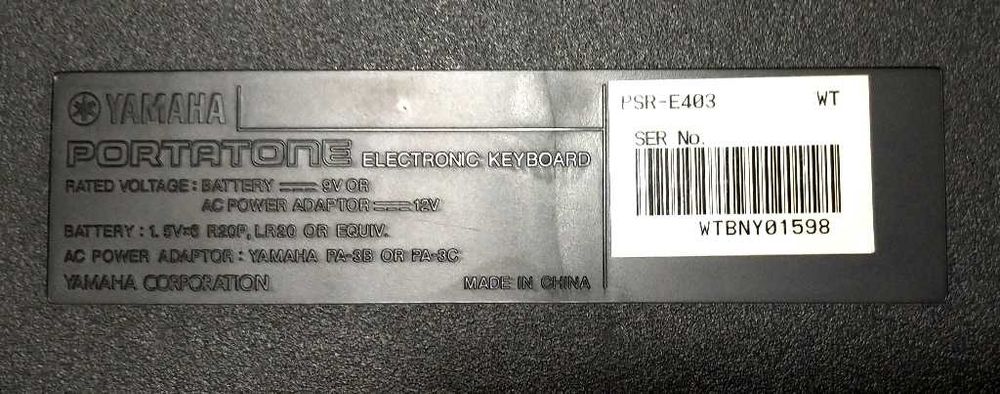 YAMAHA
PORTATONE ELECTRONIC KEYBOARD
RATED VOLTAGE: BATTERY ⎓ 9V OR
AC POWER ADAPTOR ⎓ 12V
BATTERY: 1.5V×6 R20P, LR20 OR EQUIV.
AC POWER ADAPTOR: YAMAHA PA-3B OR PA-3C
YAMAHA CORPORATION MADE IN CHINA
PSR-E403 WT
SER No.
WTBNY01598